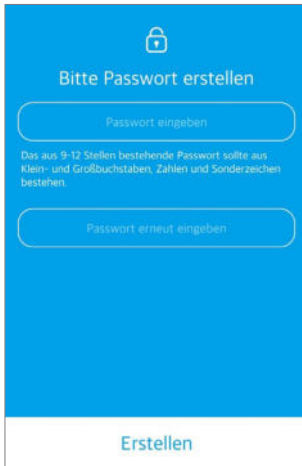 Bitte Passwort erstellen
Passwort eingeben
Das aus 9-12 Stellen bestehende Passwort sollte aus
Klein- und Großbuchstaben, Zahlen und Sonderzeichen
bestehen.
Passwort erneut eingeben
Erstellen